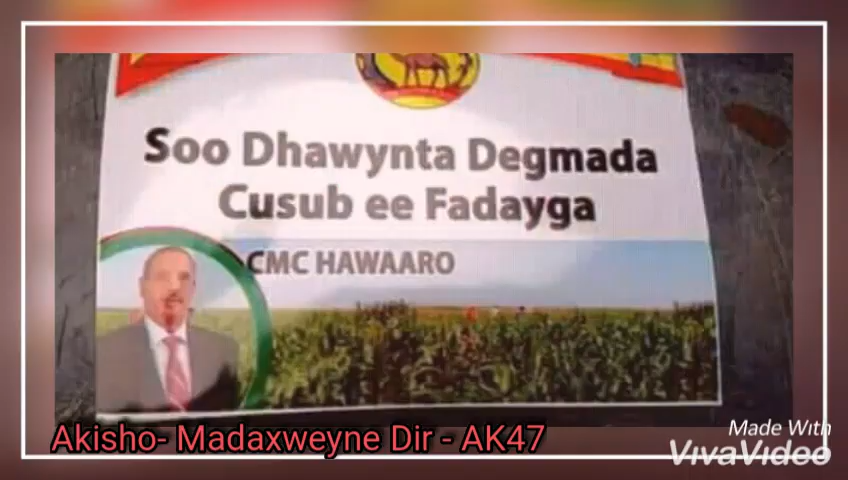 Soo Dhawynta Degmada
Cusub ee Fadayga
CMC HAWAARO
Akisho- Madaxweyne Dir - AK47
Made With
VivaVideo